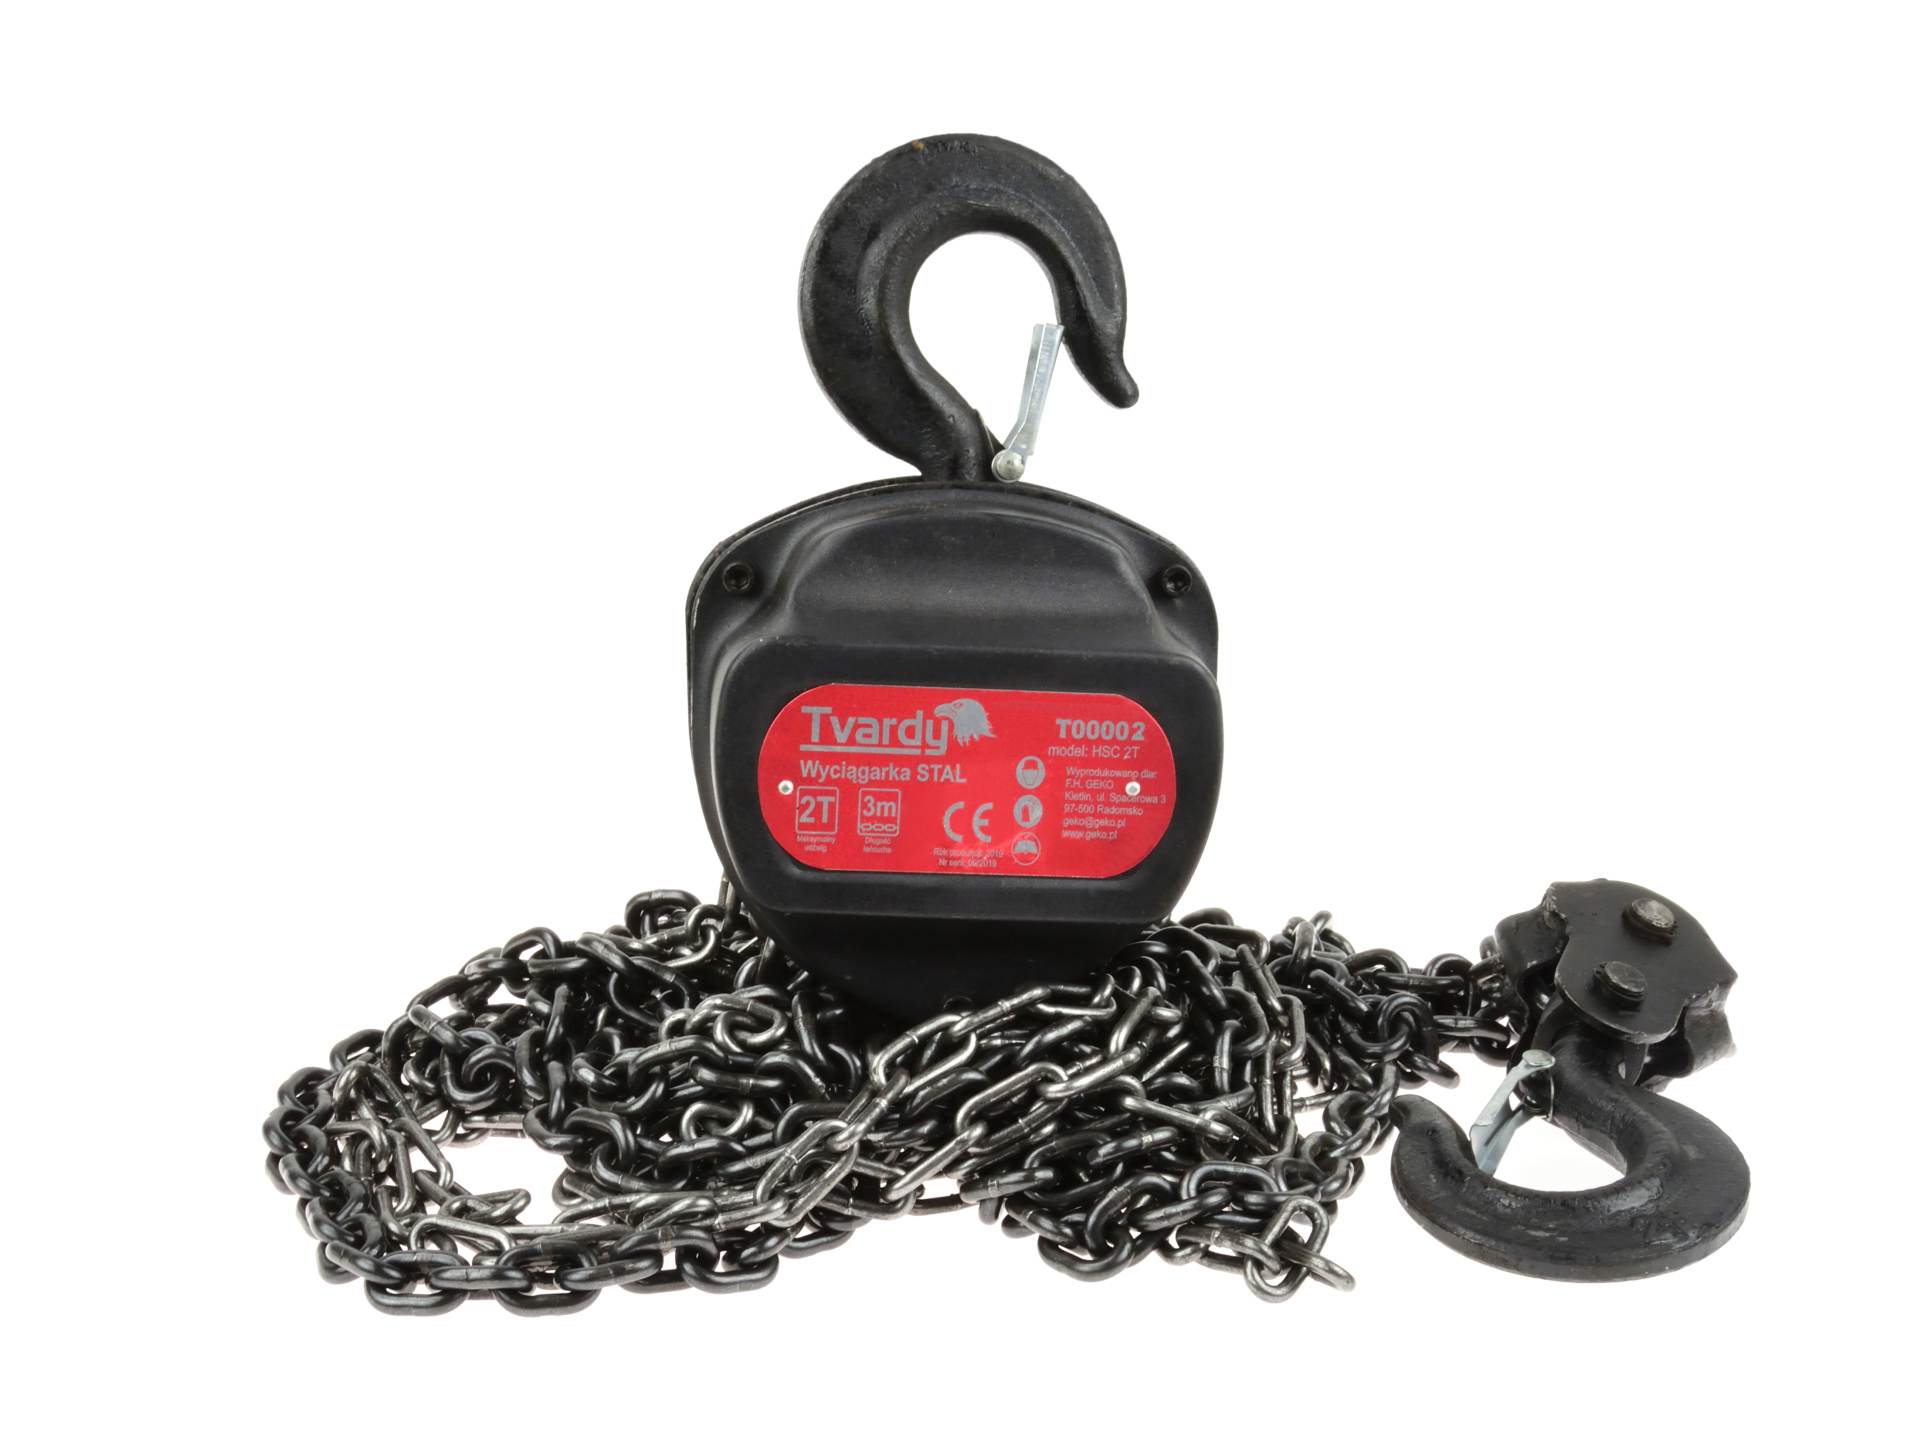 Tvardy
Wyciągarka STAL
2T
Maksymalny
udźwig
3m
Długość
łańcucha
CE
Rok produkcji: 2019
Nr serii: 09/2019
T00002
model: HSC 2T
Wyprodukowano dla:
F.H. GEKO
Kietlin, ul. Spacerowa 3
97-500 Radomsko
geko@geko.pl
www.geko.pl